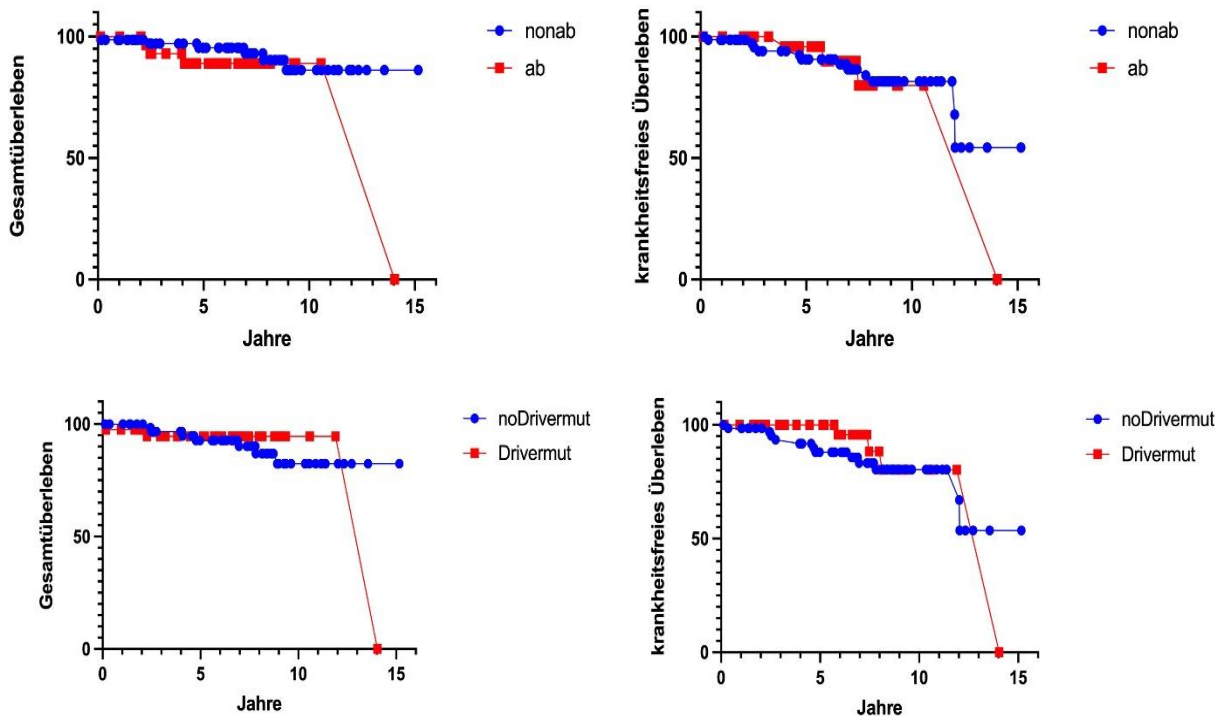 Gesamtüberleben
100
50
0
0 5 10 15
Jahre
nonab
ab
krankheitsfreies Überleben
100
50
0
0 5 10 15
Jahre
nonab
ab
Gesamtüberleben
100
50
0
0 5 10 15
Jahre
noDrivermut
Drivermut
krankheitsfreies Überleben
100
50
0
0 5 10 15
Jahre
noDrivermut
Drivermut